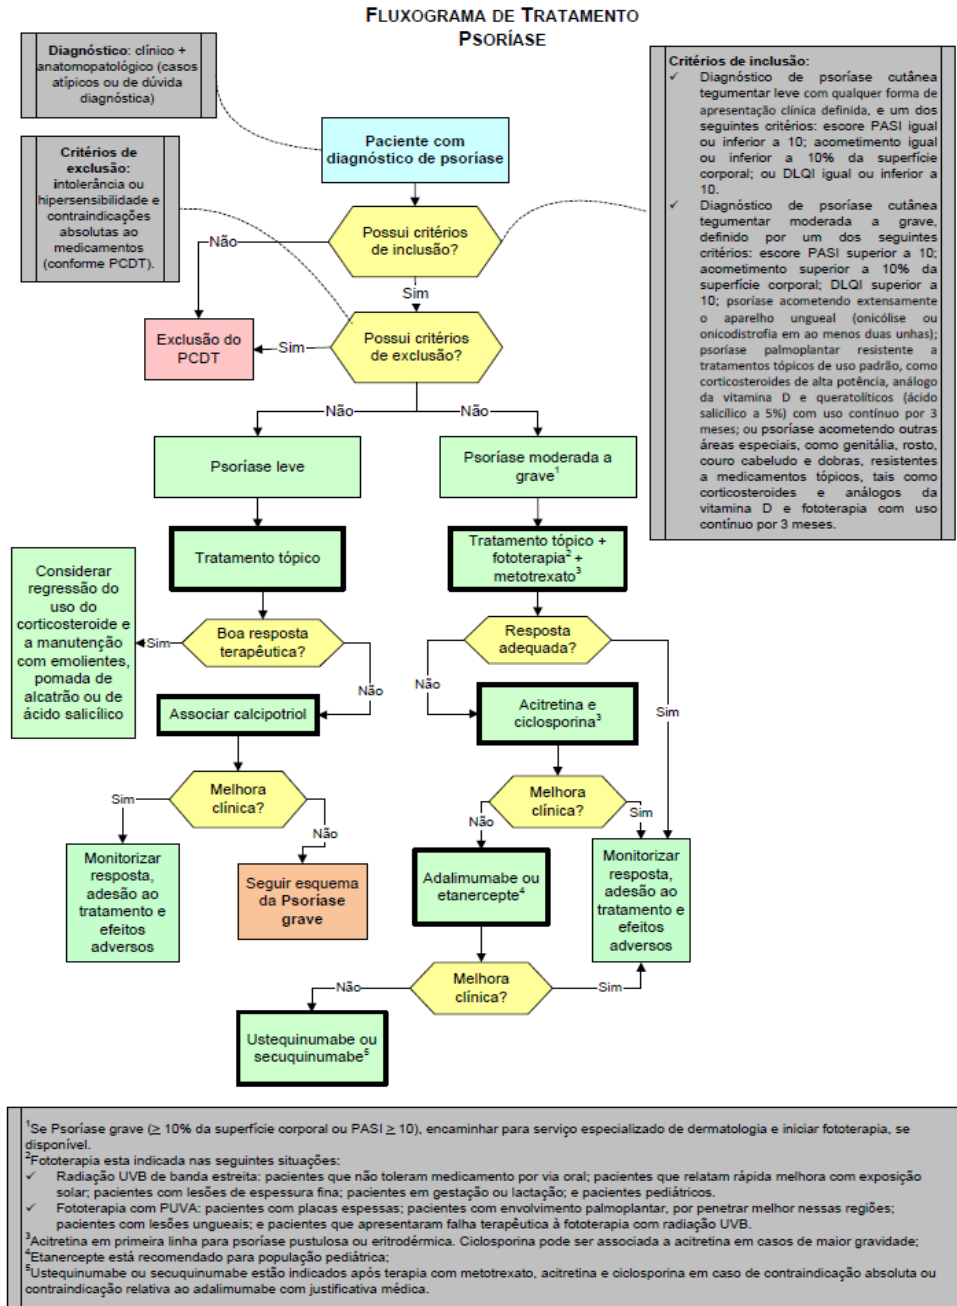 FLUXOGRAMA DE TRATAMENTO
PSORÍASE
Diagnóstico: clínico +
anatomopatológico (casos
atípicos ou de dúvida
diagnóstica)
Critérios de
exclusão:
intolerância ou
hipersensibilidade e
contraindicações
absolutas ao
medicamentos
(conforme PCDT).
Critérios de inclusão:
✓ Diagnóstico de psoríase cutânea
tegumentar leve com qualquer forma de
apresentação clínica definida, e um dos
seguintes critérios: escore PASI igual
ou inferior a 10; acometimento igual
ou inferior a 10% da superfície
corporal; ou DLQI igual ou inferior a
10.
✓ Diagnóstico de psoríase cutânea
tegumentar moderada a grave,
definido por um dos seguintes
critérios: escore PASI superior a 10;
acometimento superior a 10% da
superfície corporal; DLQI superior a
10; psoríase acometendo extensamente
o aparelho ungueal (onicólise ou
onicodistrofia em ao menos duas unhas);
psoríase palmoplantar resistente a
tratamentos tópicos de uso padrão, como
corticosteroides de alta potência, análogo
da vitamina D e queratolíticos (ácido
salicílico a 5%) com uso contínuo por 3
meses; ou psoríase acometendo outras
áreas especiais, como genitália, rosto,
couro cabeludo e dobras, resistentes
a medicamentos tópicos, tais como
corticosteroides e análogos da
vitamina D e fototerapia com uso
contínuo por 3 meses.
Paciente com
diagnóstico de psoríase
Possui critérios
de inclusão?
Não
Sim
Exclusão do
PCDT
Sim
Possui critérios
de exclusão?
Não
Não
Psoríase leve
Psoríase moderada a
grave¹
Tratamento tópico
Tratamento tópico +
fototerapia² +
metotrexato³
Considerar
regressão do
uso do
corticosteroide e
a manutenção
com emolientes,
pomada de
alcatrão ou de
ácido salicílico
Sim
Boa resposta
terapêutica?
Não
Resposta
adequada?
Não
Sim
Associar calcipotriol
Acitretina e
ciclosporina³
Melhora
clínica?
Sim
Não
Melhora
clínica?
Não
Sim
Monitorizar
resposta,
adesão ao
tratamento e
efeitos
adversos
Seguir esquema
da Psoríase
grave
Adalimumabe ou
etanercepte⁴
Monitorizar
resposta,
adesão ao
tratamento e
efeitos
adversos
Melhora
clínica?
Não
Sim
Ustequinumabe ou
secuquinumabe⁵
¹Se Psoríase grave (≥ 10% da superfície corporal ou PASI ≥ 10), encaminhar para serviço especializado de dermatologia e iniciar fototerapia, se
disponível.
²Fototerapia esta indicada nas seguintes situações:
✓ Radiação UVB de banda estreita: pacientes que não toleram medicamento por via oral; pacientes que relatam rápida melhora com exposição
solar; pacientes com lesões de espessura fina; pacientes em gestação ou lactação; e pacientes pediátricos.
✓ Fototerapia com PUVA: pacientes com placas espessas; pacientes com envolvimento palmoplantar, por penetrar melhor nessas regiões;
pacientes com lesões ungueais; e pacientes que apresentaram falha terapêutica à fototerapia com radiação UVB.
³Acitretina em primeira linha para psoríase pustulosa ou eritrodérmica. Ciclosporina pode ser associada a acitretina em casos de maior gravidade;
⁴Etanercepte está recomendado para população pediátrica;
⁵Ustequinumabe ou secuquinumabe estão indicados após terapia com metotrexato, acitretina e ciclosporina em caso de contraindicação absoluta ou
contraindicação relativa ao adalimumabe com justificativa médica.